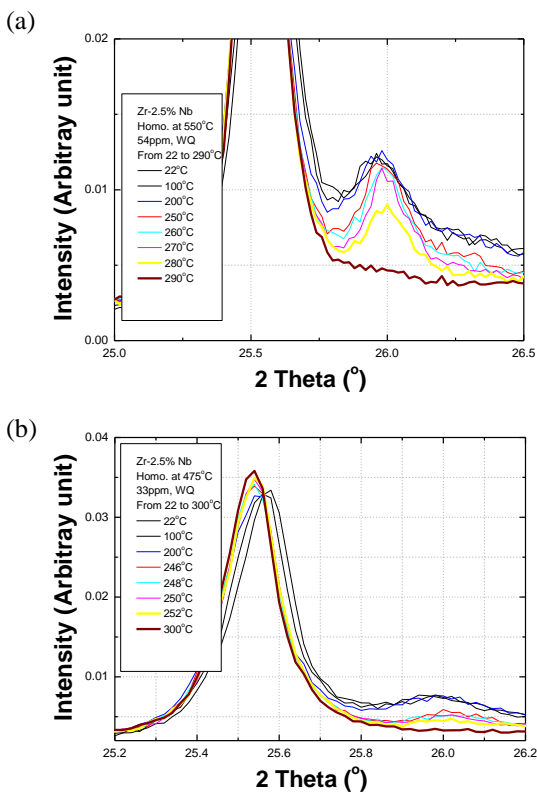 (a)
0.02
0.01
0.00
Intensity (Arbitray unit)
Zr-2.5% Nb
Homo. at 550°C
54ppm, WQ
From 22 to 290°C
22°C
100°C
200°C
250°C
260°C
270°C
280°C
290°C
25.0 25.5 26.0 26.5
2 Theta (°)
(b)
0.04
0.03
0.02
0.01
Intensity (Arbitray unit)
Zr-2.5% Nb
Homo. at 475°C
33ppm, WQ
From 22 to 300°C
22°C
100°C
200°C
246°C
248°C
250°C
252°C
300°C
25.2 25.4 25.6 25.8 26.0 26.2
2 Theta (°)